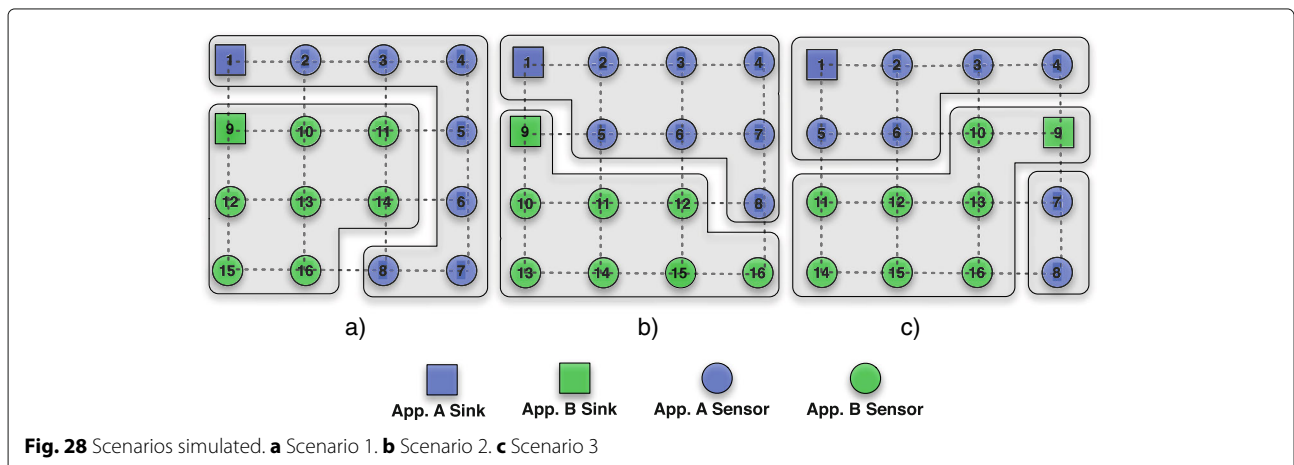 1 2 3 4 1 2 3 4 1 2 3 4
9 10 11 5 9 5 6 7 5 6 10 9
12 13 14 6 10 11 12 8 11 12 13 7
15 16 8 7 13 14 15 16 14 15 16 8
a) b) c)
App. A Sink App. B Sink App. A Sensor App. B Sensor
Fig. 28 Scenarios simulated. a Scenario 1. b Scenario 2. c Scenario 3